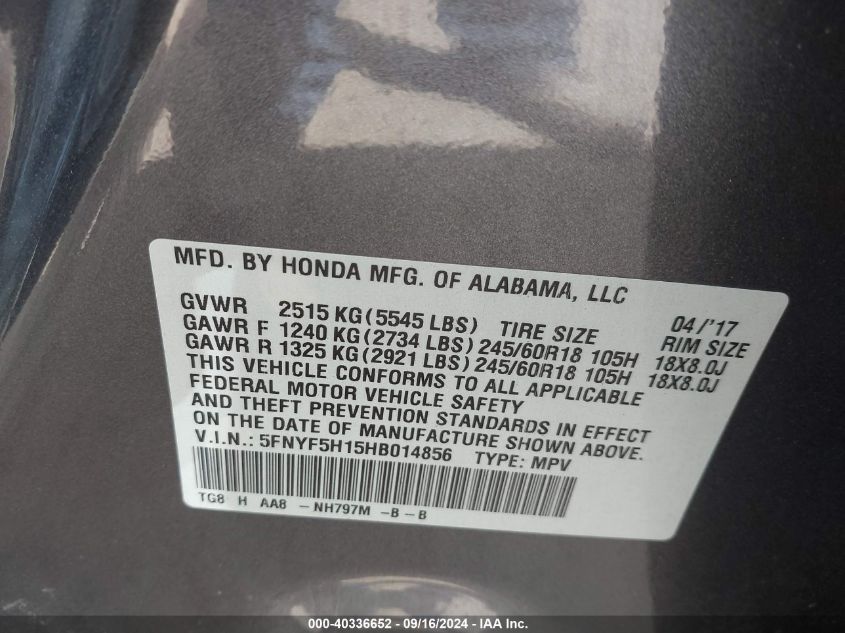 MFD. BY HONDA MFG. OF ALABAMA, LLC
GVWR 2515 KG(5545 LBS) TIRE SIZE 04/'17 RIM SIZE
GAWR F 1240 KG(2734 LBS) 245/60R18 105H 18X8.0J
GAWR R 1325 KG(2921 LBS) 245/60R18 105H 18X8.0J
THIS VEHICLE CONFORMS TO ALL APPLICABLE
FEDERAL MOTOR VEHICLE SAFETY
AND THEFT PREVENTION STANDARDS IN EFFECT
ON THE DATE OF MANUFACTURE SHOWN ABOVE.
V.I.N.: 5FNYF5H15HB014856 TYPE: MPV
TG8 H AA8 - NH797M - B - B
000-40336652 - 09/16/2024 - IAA Inc.